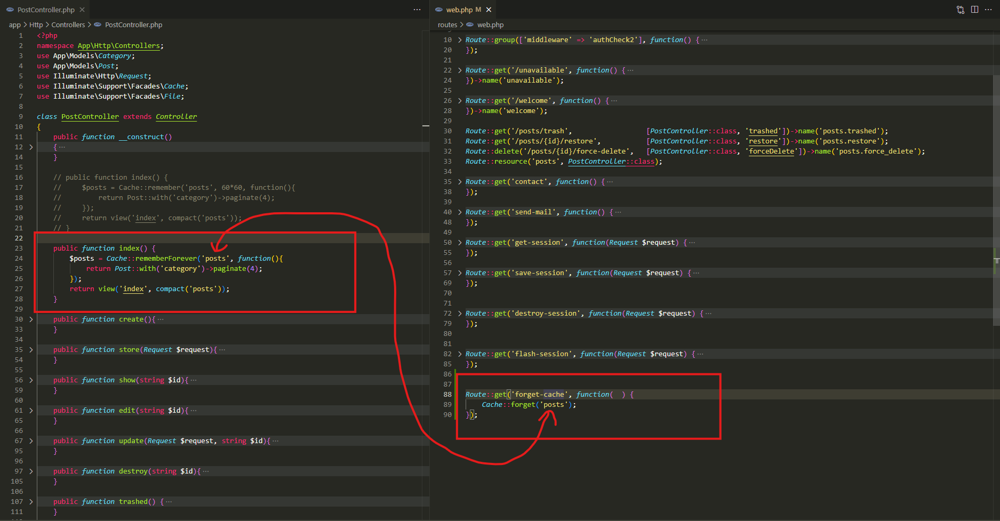 PostController.php
app > Http > Controllers > PostController.php
1 <?php
2 namespace App\Http\Controllers;
3 use App\Models\Category;
4 use App\Models\Post;
5 use Illuminate\Http\Request;
6 use Illuminate\Support\Facades\Cache;
7 use Illuminate\Support\Facades\File;
8
9 class PostController extends Controller
10 {
11 public function __construct()
12 { ...
14 }
15
16 // public function index() {
17 //     $posts = Cache::remember('posts', 60*60, function(){
18 //         return Post::with('category')->paginate(4);
19 //     });
20 //     return view('index', compact('posts'));
21 // }
22
23 public function index() {
24 $posts = Cache::rememberForever('posts', function(){
25 return Post::with('category')->paginate(4);
26 });
27 return view('index', compact('posts'));
28 }
29
30 public function create(){ ...
33 }
34
35 public function store(Request $request){ ...
54 }
55
56 public function show(string $id){ ...
59 }
60
61 public function edit(string $id){ ...
65 }
66
67 public function update(Request $request, string $id){ ...
95 }
96
97 public function destroy(string $id){ ...
105 }
106
107 public function trashed() { ...
111 }
web.php M
routes > web.php
10 Route::group(['middleware' => 'authCheck2'], function() { ...
20 });
21
22 Route::get('/unavailable', function() { ...
24 })->name('unavailable');
25
26 Route::get('/welcome', function() { ...
28 })->name('welcome');
29
30 Route::get('/posts/trash', [PostController::class, 'trashed'])->name('posts.trashed');
31 Route::get('/posts/{id}/restore', [PostController::class, 'restore'])->name('posts.restore');
32 Route::delete('/posts/{id}/force-delete', [PostController::class, 'forceDelete'])->name('posts.force_delete');
33 Route::resource('posts', PostController::class);
34
35 Route::get('contact', function() { ...
38 });
39
40 Route::get('send-mail', function() { ...
48 });
49
50 Route::get('get-session', function(Request $request) { ...
55 });
56
57 Route::get('save-session', function(Request $request) { ...
69 });
70
71
72 Route::get('destroy-session', function(Request $request) { ...
79 });
80
81
82 Route::get('flash-session', function(Request $request) { ...
85 });
86
87
88 Route::get('forget-cache', function(  ) {
89 Cache::forget('posts');
90 });